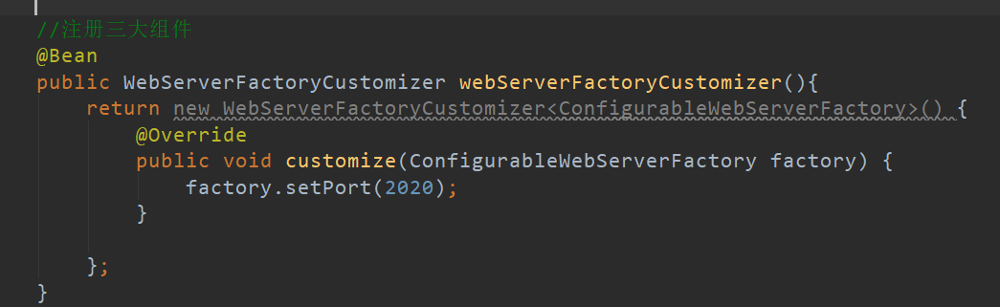 //注册三大组件
@Bean
public WebServerFactoryCustomizer webServerFactoryCustomizer(){
    return new WebServerFactoryCustomizer<ConfigurableWebServerFactory>() {
        @Override
        public void customize(ConfigurableWebServerFactory factory) {
            factory.setPort(2020);
        }
    };
}